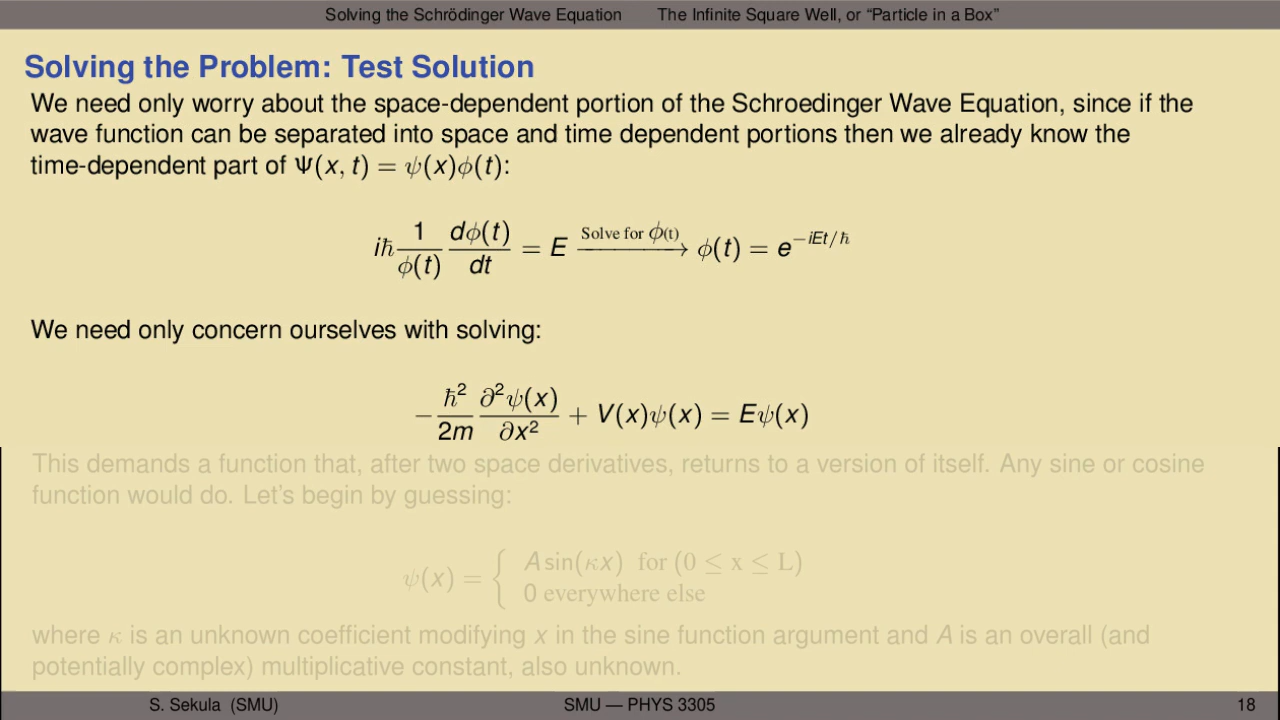 Solving the Schrödinger Wave Equation The Infinite Square Well, or “Particle in a Box”
Solving the Problem: Test Solution
We need only worry about the space-dependent portion of the Schroedinger Wave Equation, since if the
wave function can be separated into space and time dependent portions then we already know the
time-dependent part of Ψ(x, t) = ψ(x)ϕ(t):
iℏ 1/ϕ(t) dϕ(t)/dt = E Solve for ϕ(t) → ϕ(t) = e^{−iEt/ℏ}
We need only concern ourselves with solving:
− ℏ²/2m ∂²ψ(x)/∂x² + V(x)ψ(x) = Eψ(x)
This demands a function that, after two space derivatives, returns to a version of itself. Any sine or cosine
function would do. Let's begin by guessing:
ψ(x) = { A sin(κx) for (0 ≤ x ≤ L)
0 everywhere else
where κ is an unknown coefficient modifying x in the sine function argument and A is an overall (and
potentially complex) multiplicative constant, also unknown.
S. Sekula (SMU) SMU — PHYS 3305 18